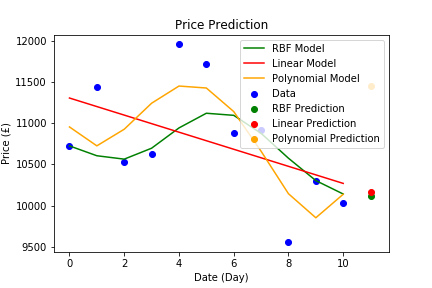 Price Prediction
12000
11500
11000
10500
10000
9500
Price (£)
RBF Model
Linear Model
Polynomial Model
Data
RBF Prediction
Linear Prediction
Polynomial Prediction
0 2 4 6 8 10
Date (Day)